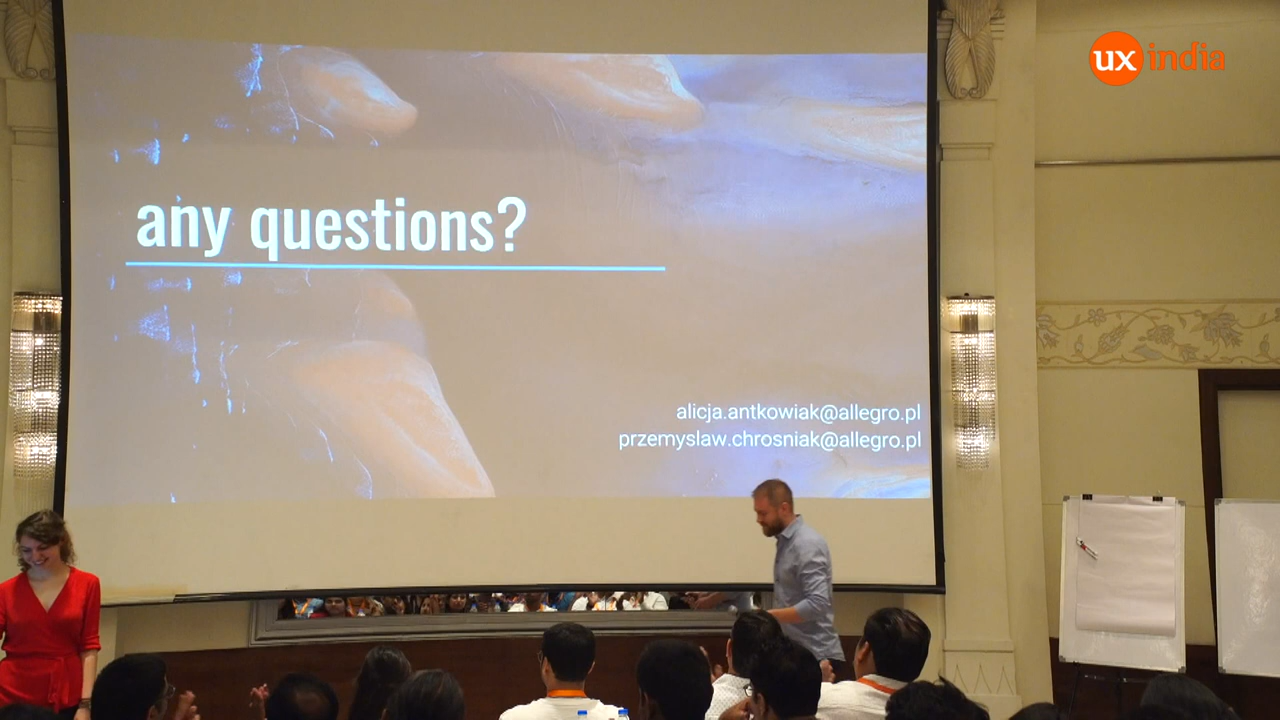 ux india
any questions?
alicja.antkowiak@allegro.pl
przemyslaw.chrosniak@allegro.pl